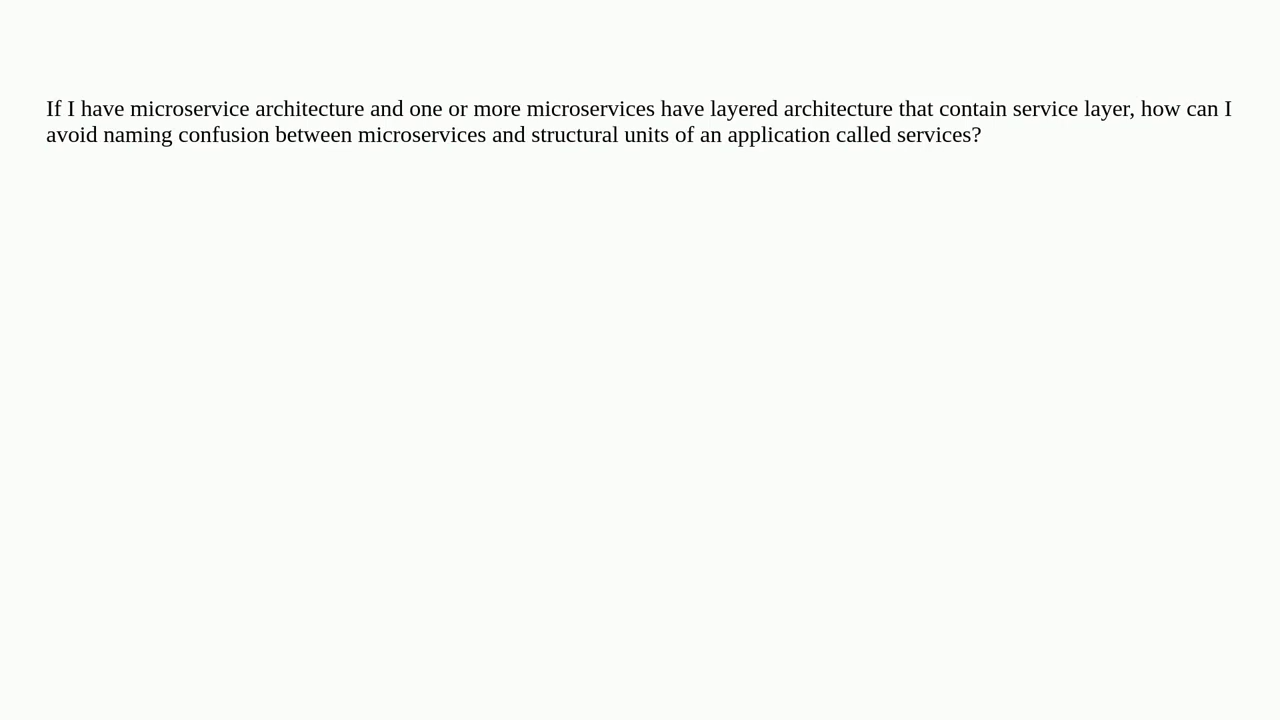 If I have microservice architecture and one or more microservices have layered architecture that contain service layer, how can I
avoid naming confusion between microservices and structural units of an application called services?